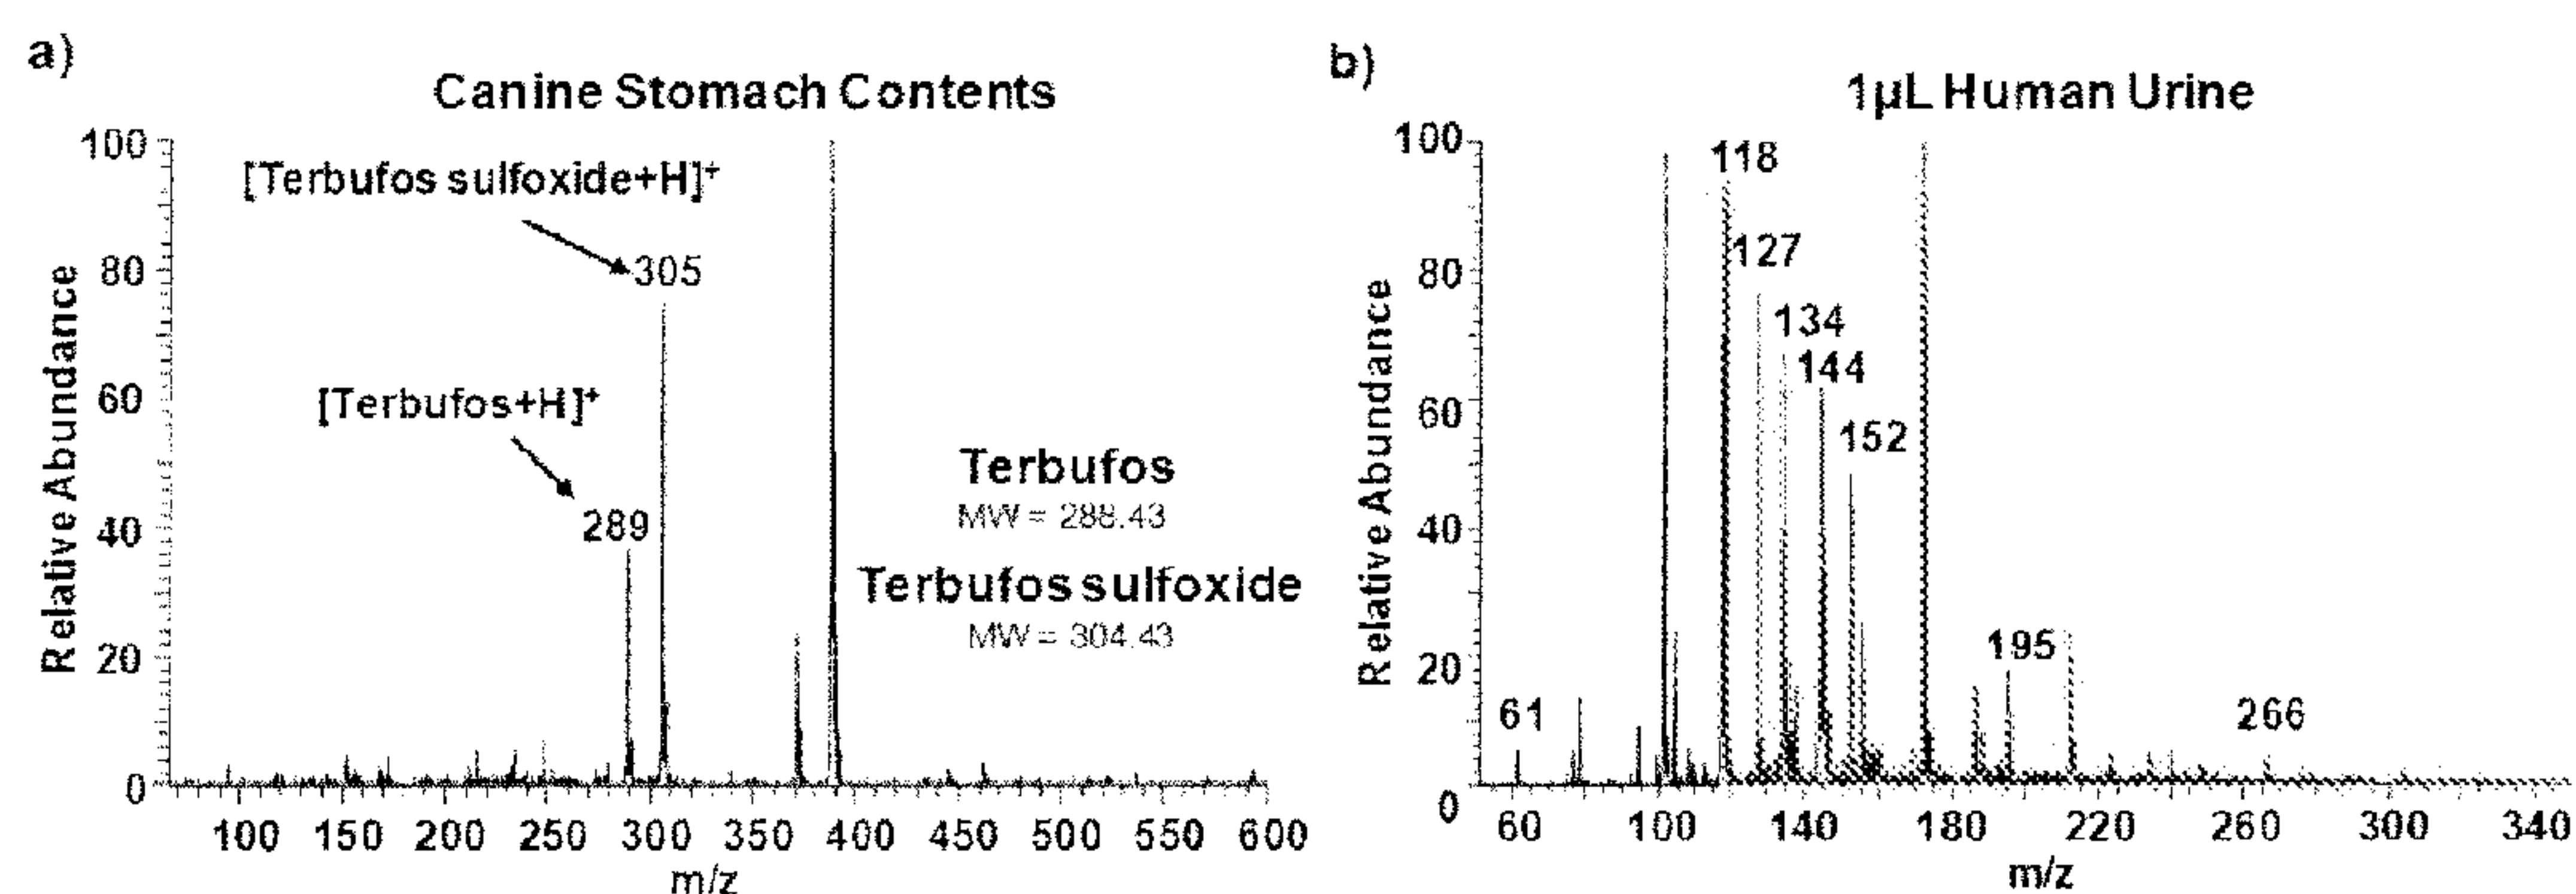 a)
Canine Stomach Contents
[Terbufos sulfoxide+H]⁺
305
[Terbufos+H]⁺
289
Terbufos
MW = 288.43
Terbufos sulfoxide
MW = 304.43
Relative Abundance
100
80
60
40
20
0
100 150 200 250 300 350 400 450 500 550 600
m/z
b)
1µL Human Urine
118
127
134
144
152
195
61
266
Relative Abundance
100
80
60
40
20
0
60 100 140 180 220 260 300 340
m/z